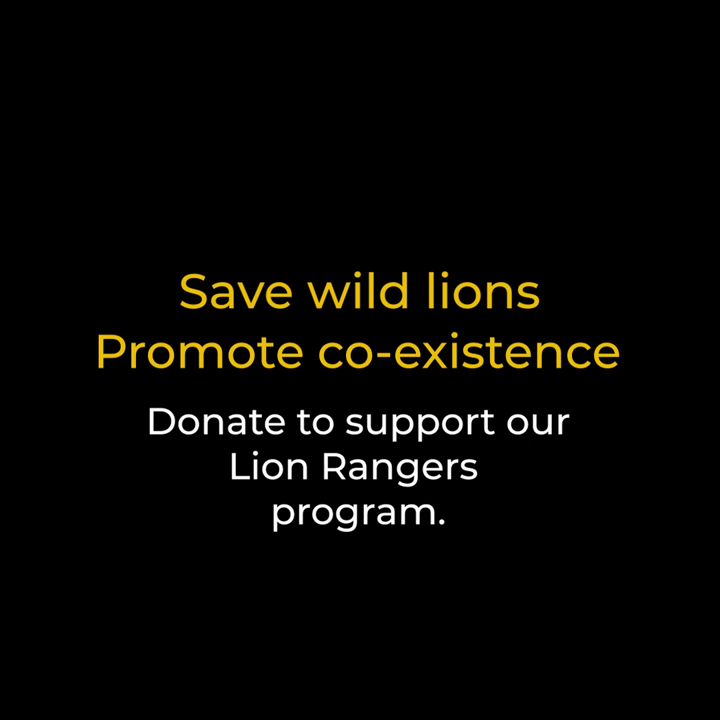 Save wild lions
Promote co-existence
Donate to support our
Lion Rangers
program.